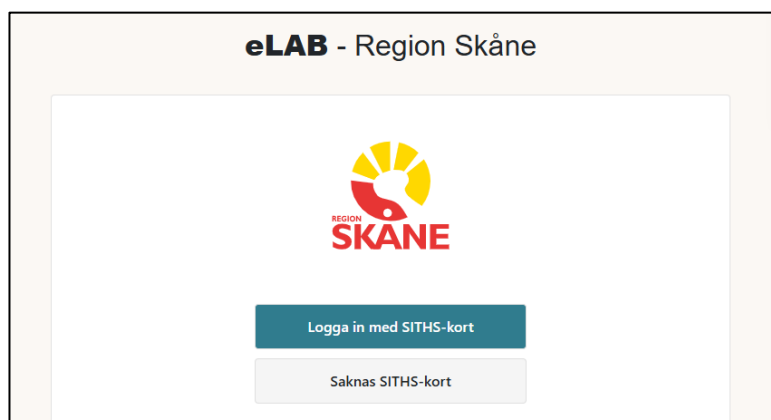 eLAB - Region Skåne
REGION
SKÅNE
Logga in med SITHS-kort
Saknas SITHS-kort